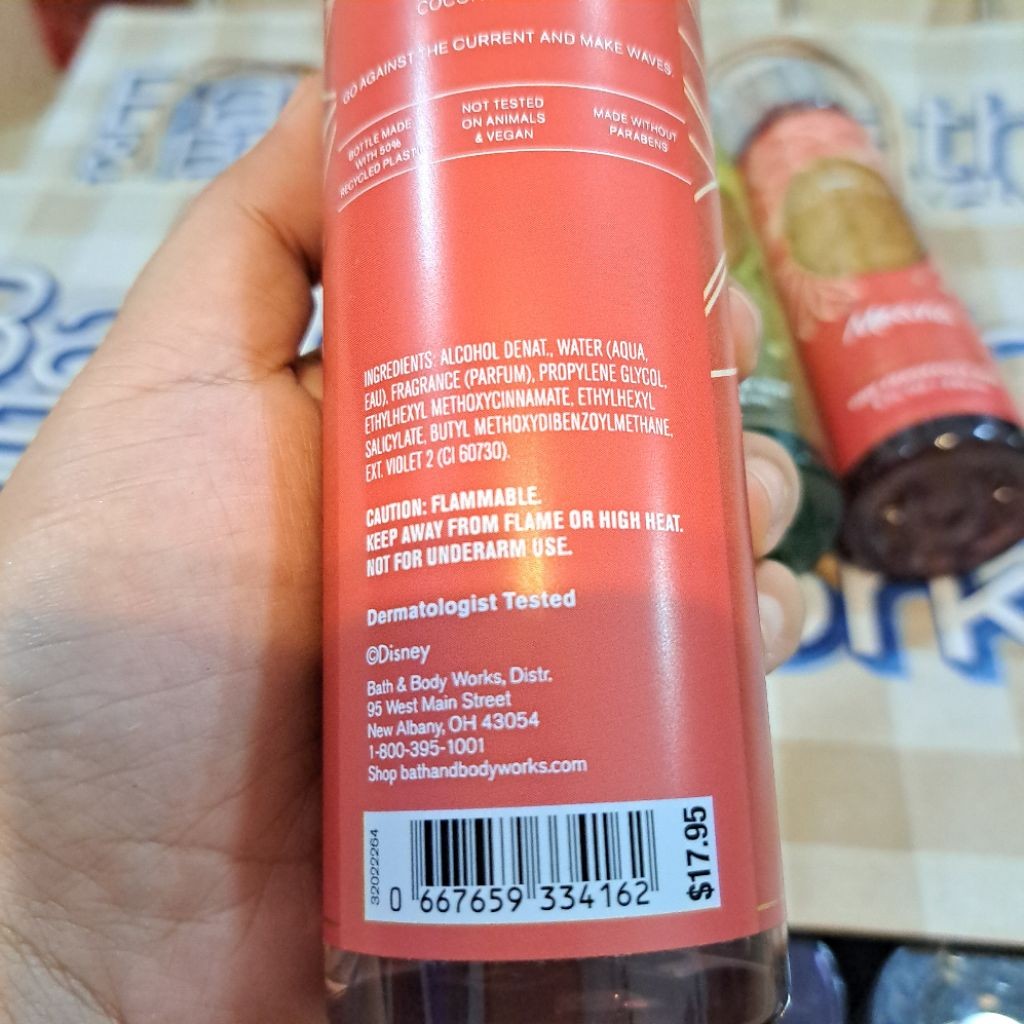 GO AGAINST THE CURRENT AND MAKE WAVES.
BOTTLE MADE
WITH 50%
RECYCLED PLASTIC
NOT TESTED
ON ANIMALS
& VEGAN
MADE WITHOUT
PARABENS
INGREDIENTS: ALCOHOL DENAT., WATER (AQUA,
EAU), FRAGRANCE (PARFUM), PROPYLENE GLYCOL,
ETHYLHEXYL METHOXYCINNAMATE, ETHYLHEXYL
SALICYLATE, BUTYL METHOXYDIBENZOYLMETHANE,
EXT. VIOLET 2 (CI 60730).
CAUTION: FLAMMABLE.
KEEP AWAY FROM FLAME OR HIGH HEAT.
NOT FOR UNDERARM USE.
Dermatologist Tested
©Disney
Bath & Body Works, Distr.
95 West Main Street
New Albany, OH 43054
1-800-395-1001
Shop bathandbodyworks.com
32022264
0 667659 334162
$17.95
Moana